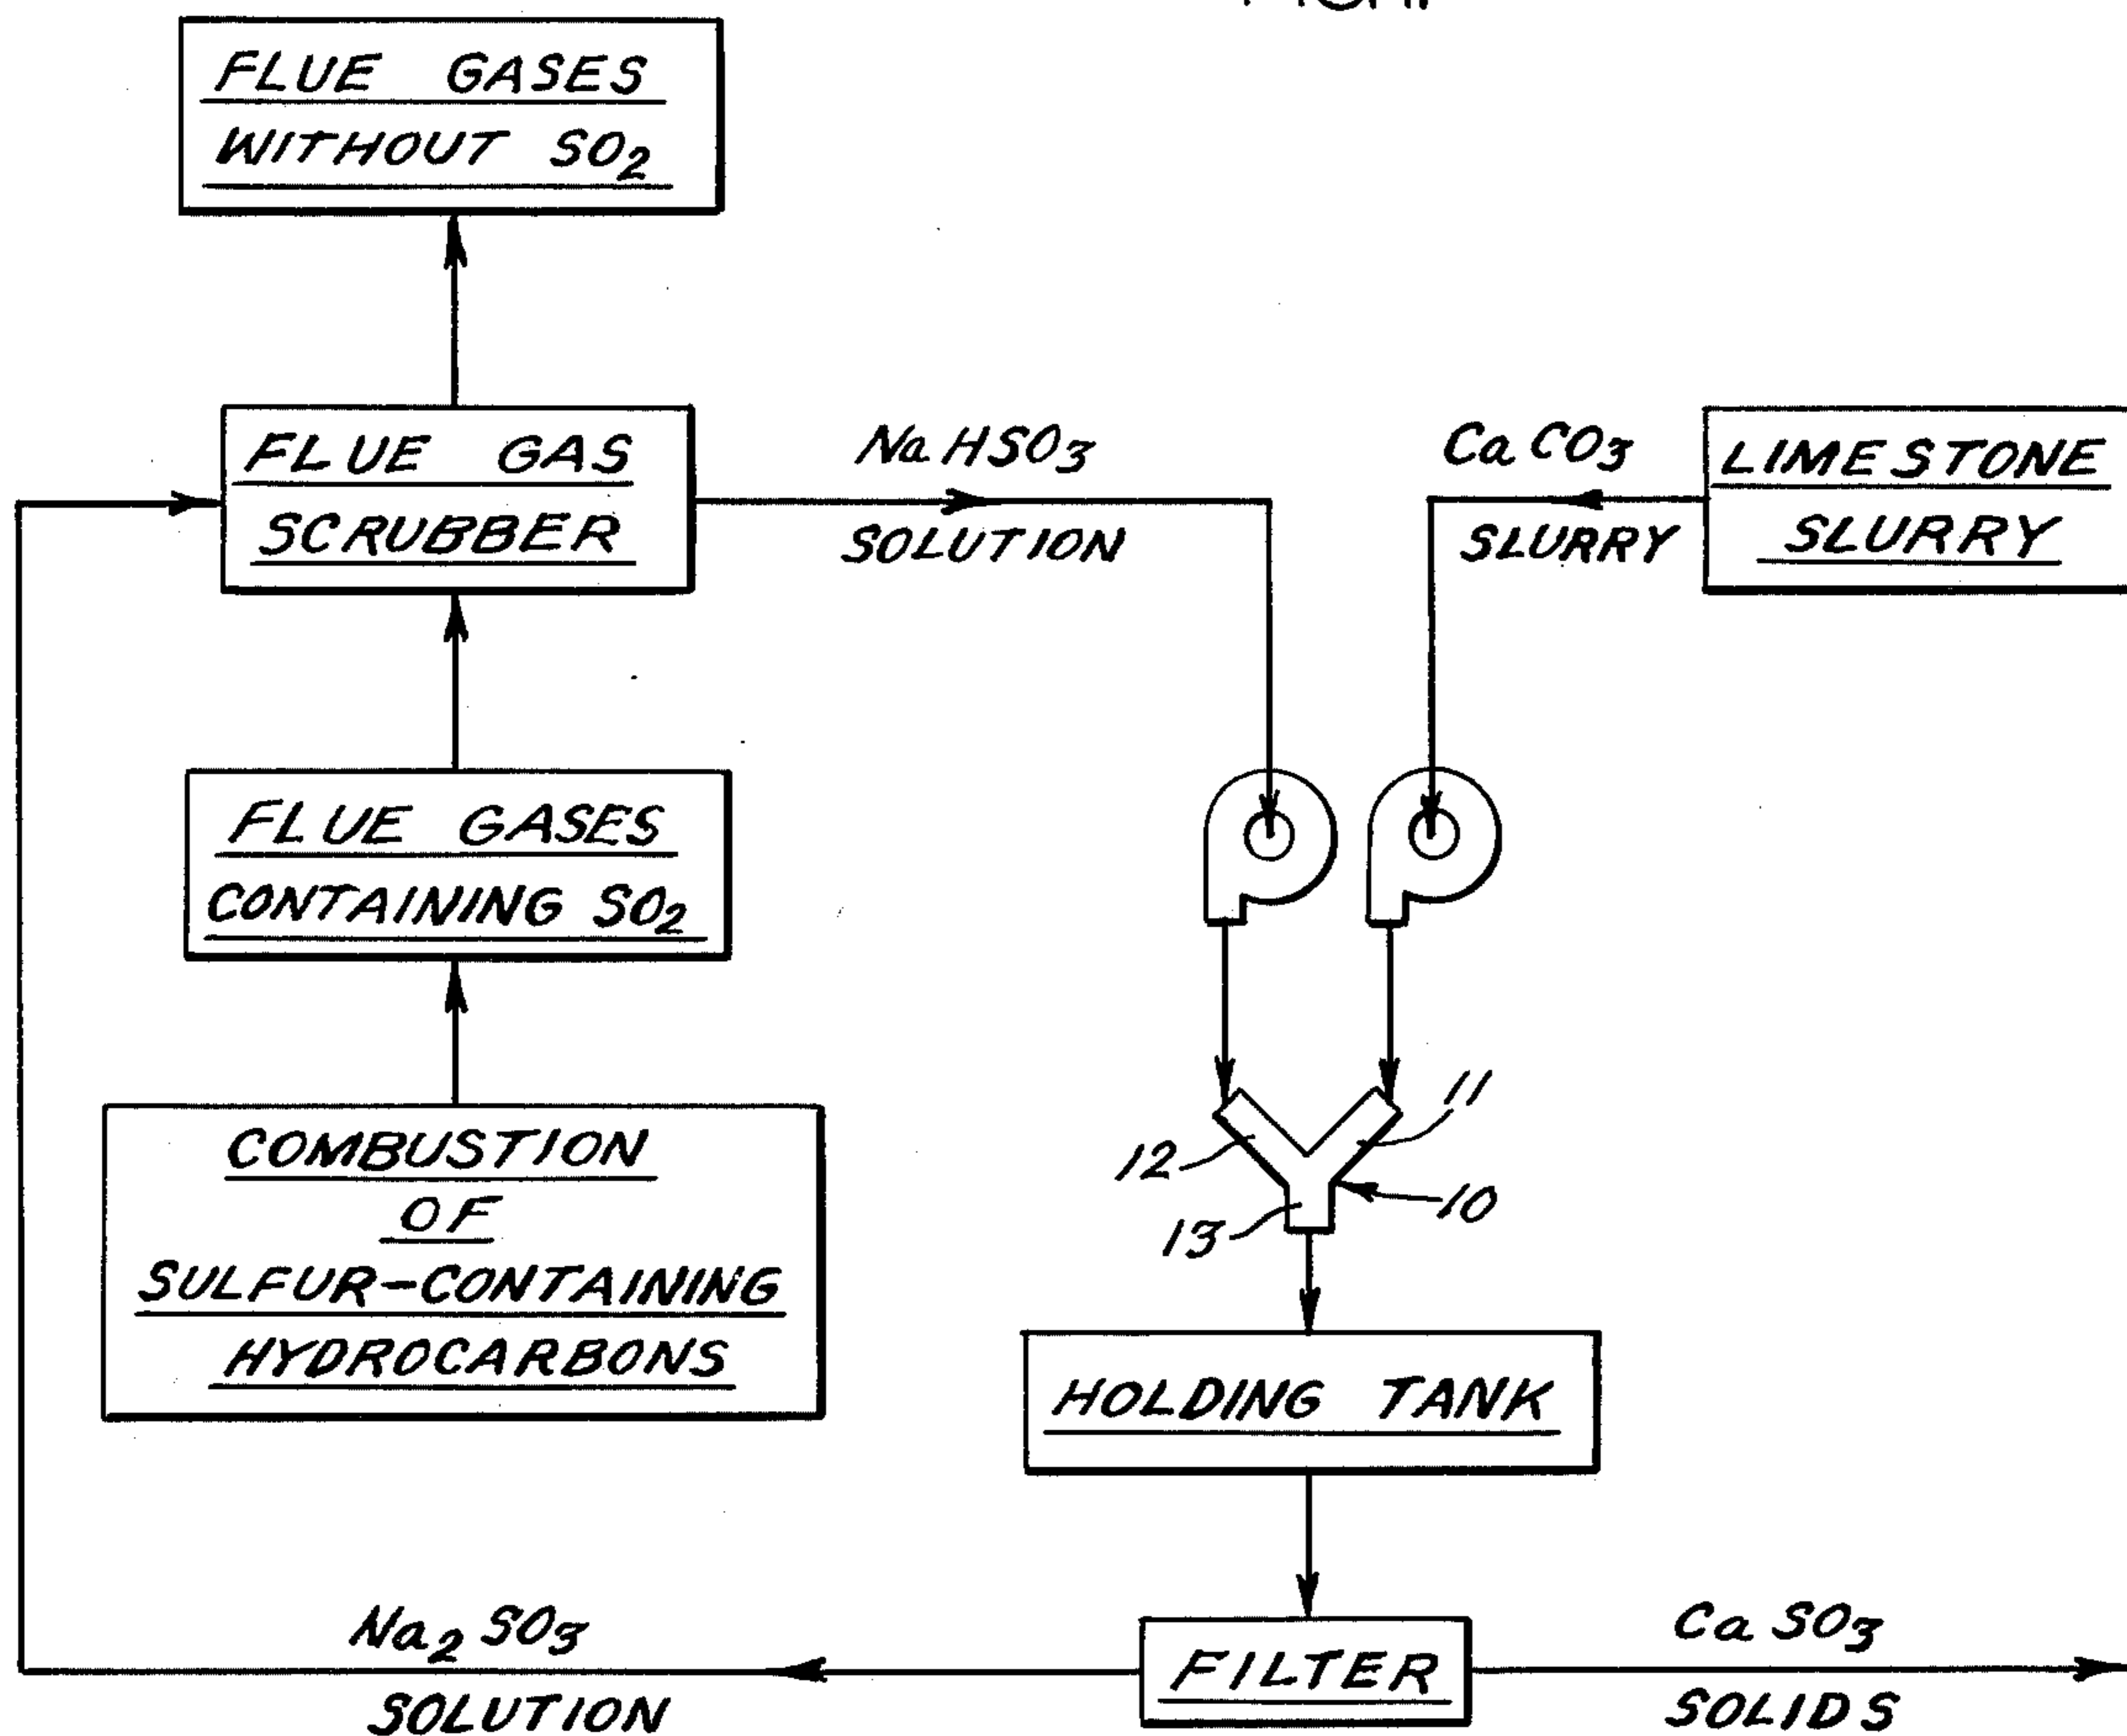 FLUE GASES
WITHOUT SO2
FLUE GAS
SCRUBBER
NaHSO3
SOLUTION
CaCO3
SLURRY
LIMESTONE
SLURRY
FLUE GASES
CONTAINING SO2
COMBUSTION
OF
SULFUR-CONTAINING
HYDROCARBONS
11
12
10
13
HOLDING TANK
Na2SO3
SOLUTION
FILTER
CaSO3
SOLIDS